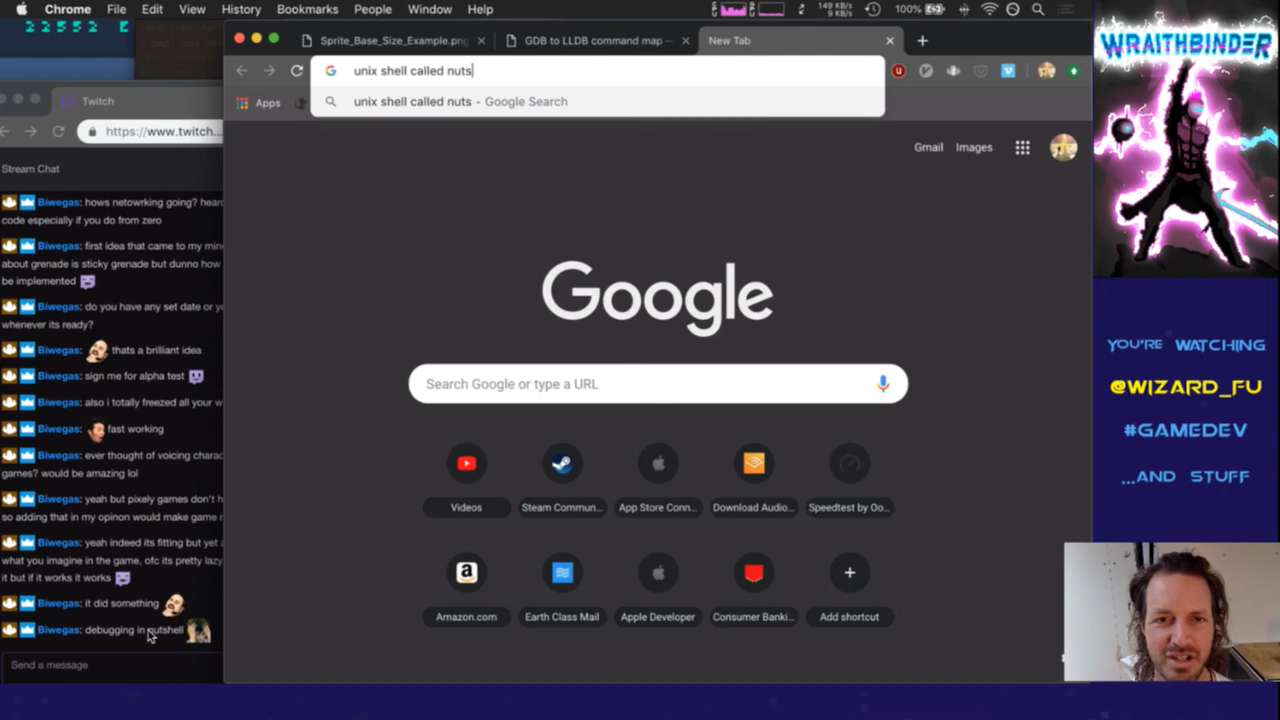 Chrome File Edit View History Bookmarks People Window Help
149 KB/s
9 KB/s
100%
22552 E
Sprite_Base_Size_Example.png
GDB to LLDB command map —
New Tab
unix shell called nuts
unix shell called nuts - Google Search
Apps
Twitch
https://www.twitch...
Gmail Images
Stream Chat
Biwegas: hows netowrking going? heard
code especially if you do from zero
Biwegas: first idea that came to my min
about grenade is sticky grenade but dunno how
be implemented
Biwegas: do you have any set date or yo
whenever its ready?
Biwegas: thats a brilliant idea
Biwegas: sign me for alpha test
Biwegas: also i totally freezed all your w
Biwegas: fast working
Biwegas: ever thought of voicing charac
games? would be amazing lol
Biwegas: yeah but pixely games don't h
so adding that in my opinon would make game r
Biwegas: yeah indeed its fitting but yet a
what you imagine in the game, ofc its pretty lazy
it but if it works it works
Biwegas: it did something
Biwegas: debugging in nutshell
Send a message
Google
Search Google or type a URL
Videos
Steam Commun...
App Store Conn...
Download Audio...
Speedtest by Oo...
Amazon.com
Earth Class Mail
Apple Developer
Consumer Banki...
Add shortcut
WRAITHBINDER
YOU'RE WATCHING
@WIZARD_FU
#GAMEDEV
...AND STUFF